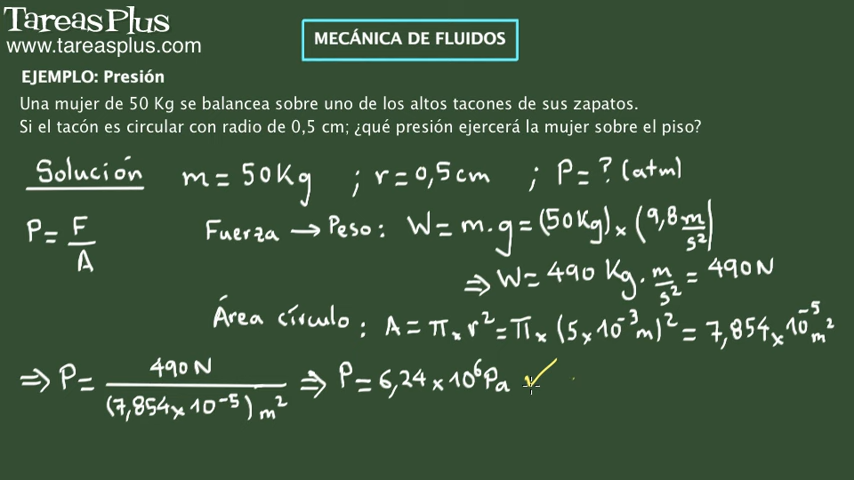 TareasPlus
www.tareasplus.com
MECÁNICA DE FLUIDOS
EJEMPLO: Presión
Una mujer de 50 Kg se balancea sobre uno de los altos tacones de sus zapatos.
Si el tacón es circular con radio de 0,5 cm; ¿qué presión ejercerá la mujer sobre el piso?
Solución m = 50 Kg ; r = 0,5 cm ; P = ? (atm)
P = F/A Fuerza → Peso: W = m.g = (50 Kg) x (9,8 m/s²)
⇒ W = 490 Kg. m/s² = 490 N
Área círculo: A = π x r² = π x (5 x 10⁻³ m)² = 7,854 x 10⁻⁵ m²
⇒ P = 490 N / (7,854 x 10⁻⁵) m² ⇒ P = 6,24 x 10⁶ Pa ✓